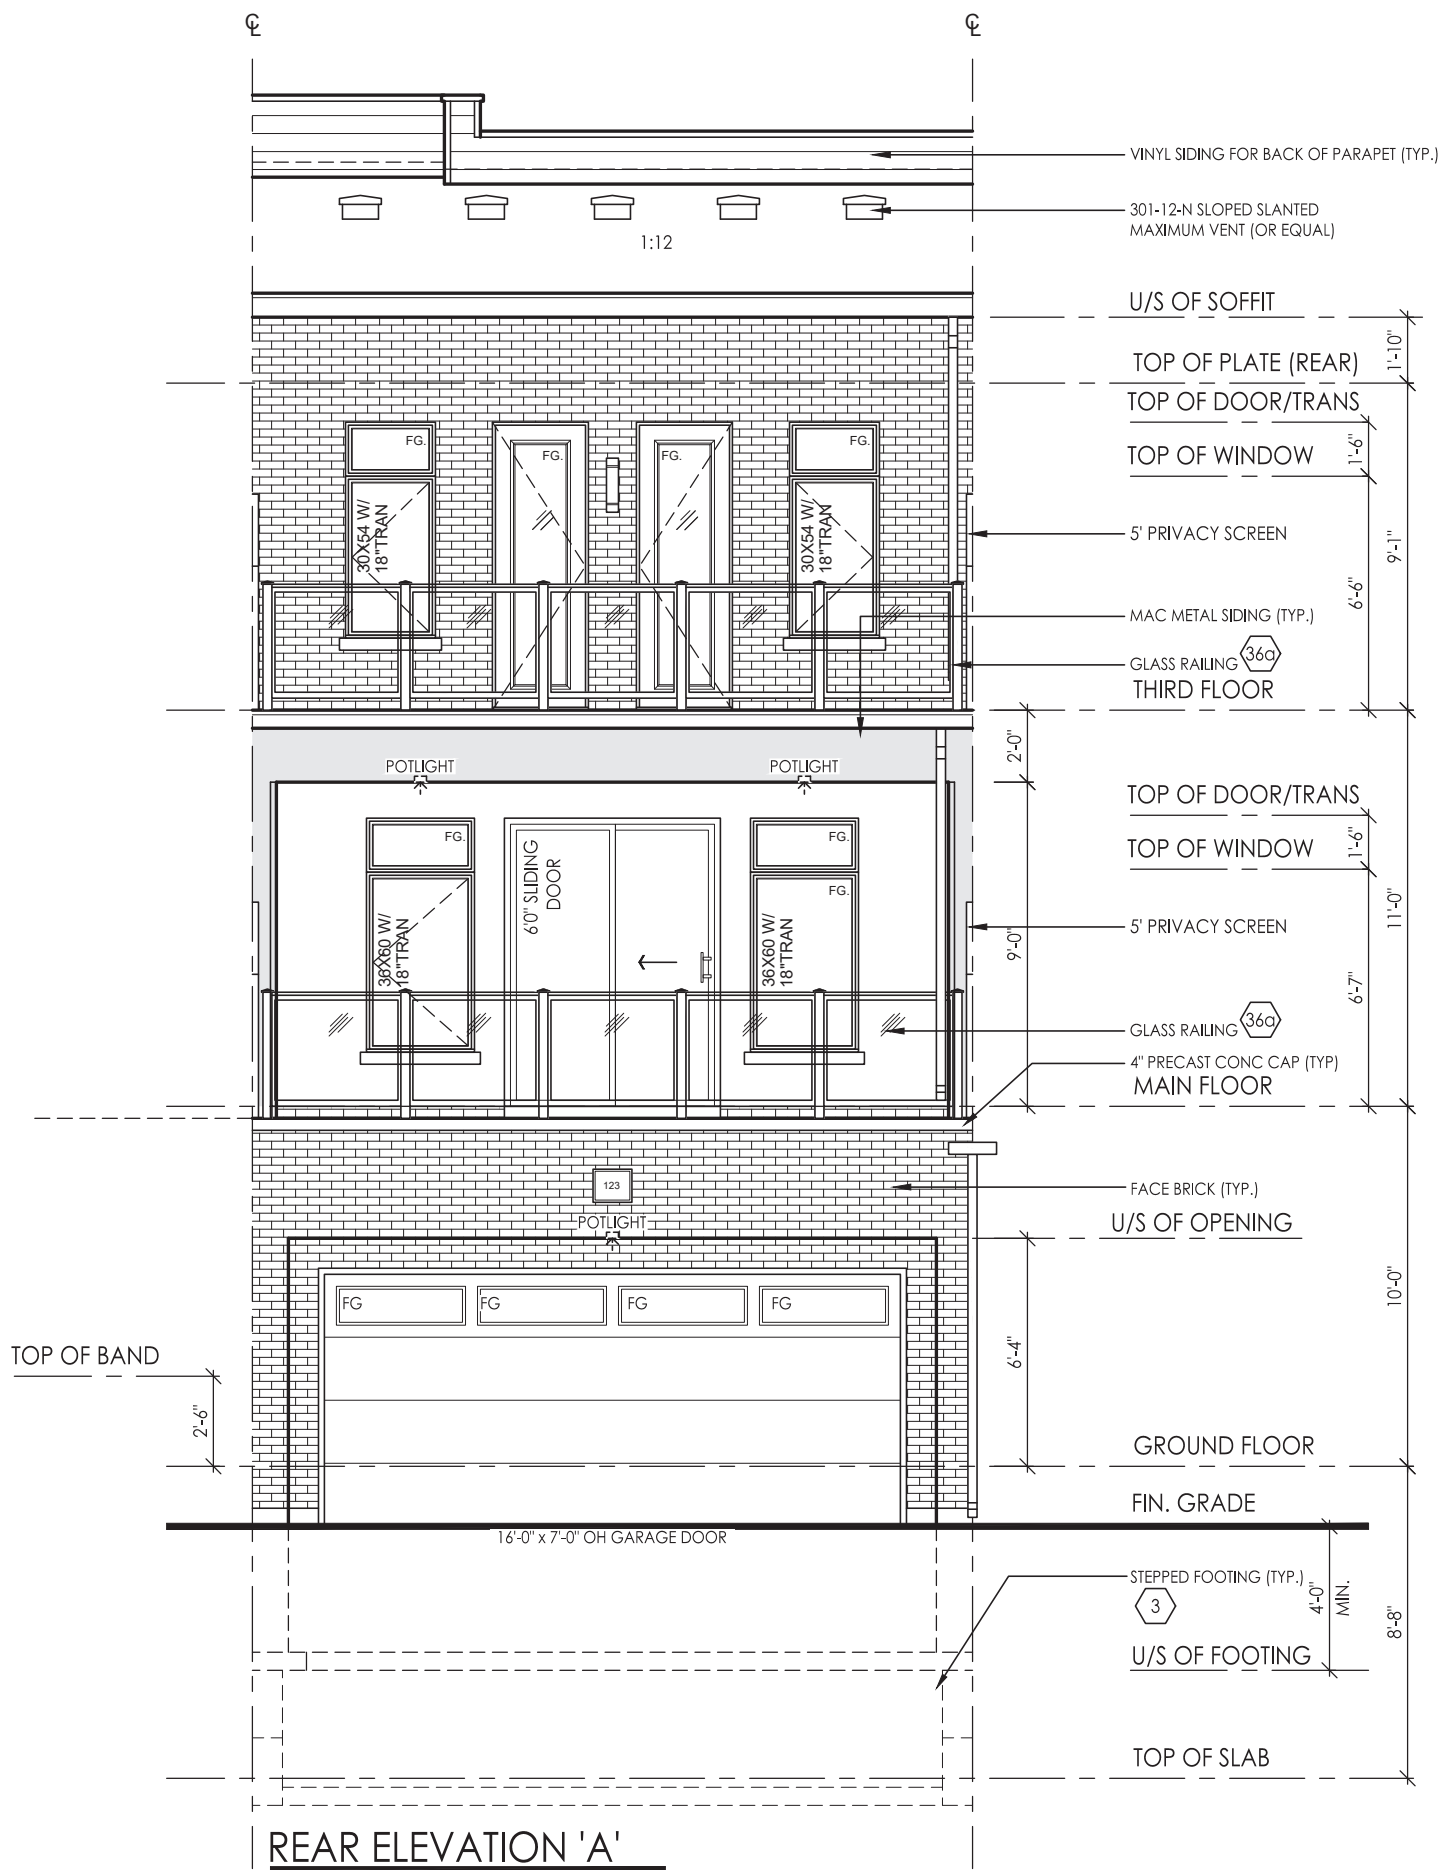 ℄ ℄
VINYL SIDING FOR BACK OF PARAPET (TYP.)
301-12-N SLOPED SLANTED
MAXIMUM VENT (OR EQUAL)
1:12
U/S OF SOFFIT
1'-10"
TOP OF PLATE (REAR)
TOP OF DOOR/TRANS
1'-6"
TOP OF WINDOW
FG.
FG.
FG.
FG.
30X54 W/
18"TRAN
30X54 W/
18"TRAN
5' PRIVACY SCREEN
9'-1"
6'-6"
MAC METAL SIDING (TYP.)
GLASS RAILING 36a
THIRD FLOOR
2'-0"
POTLIGHT
POTLIGHT
TOP OF DOOR/TRANS
1'-6"
TOP OF WINDOW
FG.
FG.
FG.
6'0" SLIDING
DOOR
36X60 W/
18"TRAN
36X60 W/
18"TRAN
5' PRIVACY SCREEN
11'-0"
9'-0"
6'-7"
GLASS RAILING 36a
4" PRECAST CONC CAP (TYP)
MAIN FLOOR
123
FACE BRICK (TYP.)
POTLIGHT
U/S OF OPENING
10'-0"
FG
FG
FG
FG
6'-4"
TOP OF BAND
2'-6"
GROUND FLOOR
FIN. GRADE
16'-0" x 7'-0" OH GARAGE DOOR
STEPPED FOOTING (TYP.)
3
4'-0"
MIN.
8'-8"
U/S OF FOOTING
TOP OF SLAB
REAR ELEVATION 'A'